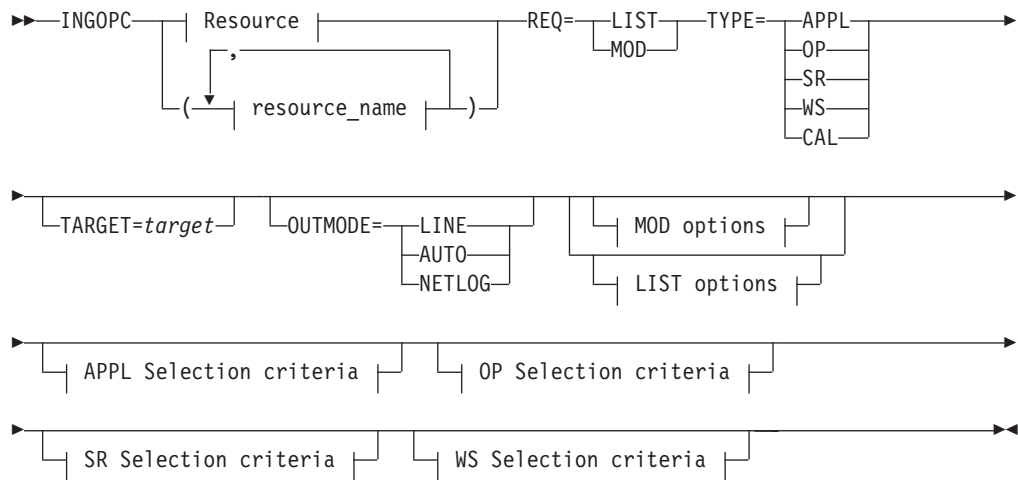 INGOPC Resource REQ= LIST TYPE= APPL
, MOD OP
( resource_name ) SR
WS
CAL
TARGET=target OUTMODE= LINE MOD options
AUTO
NETLOG LIST options
APPL Selection criteria OP Selection criteria
SR Selection criteria WS Selection criteria